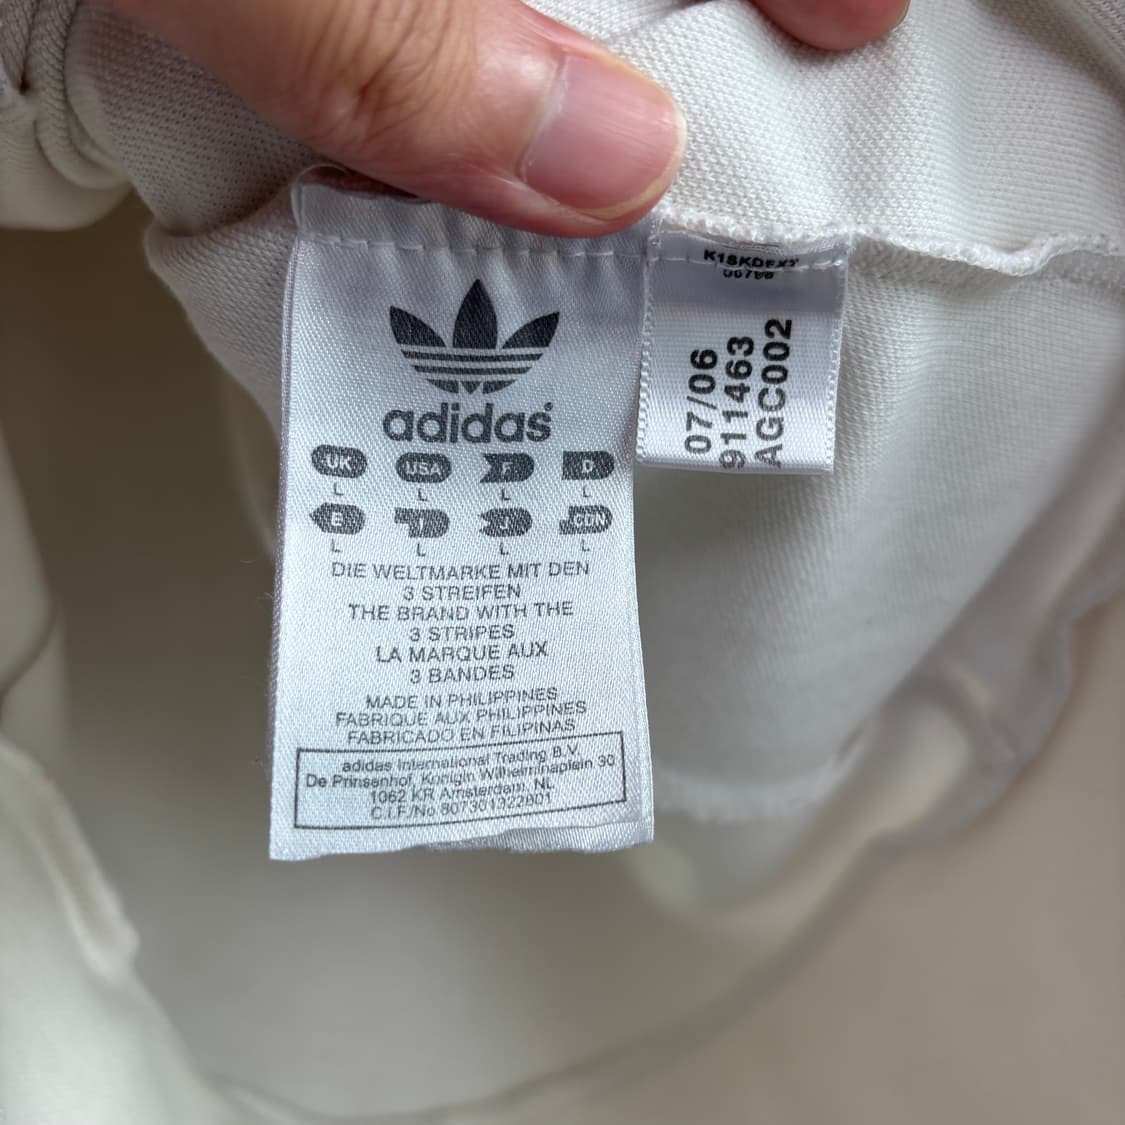 adidas
UK USA F D
L L L L
E I J CDN
L L L L
DIE WELTMARKE MIT DEN
3 STREIFEN
THE BRAND WITH THE
3 STRIPES
LA MARQUE AUX
3 BANDES
MADE IN PHILIPPINES
FABRIQUE AUX PHILIPPINES
FABRICADO EN FILIPINAS
adidas International Trading B.V.
De Prinsenhof, Konigin Wilhelminaplein 30
1062 KR Amsterdam, NL
C.I.F./No 807301322801
07/06
911463
AGC002